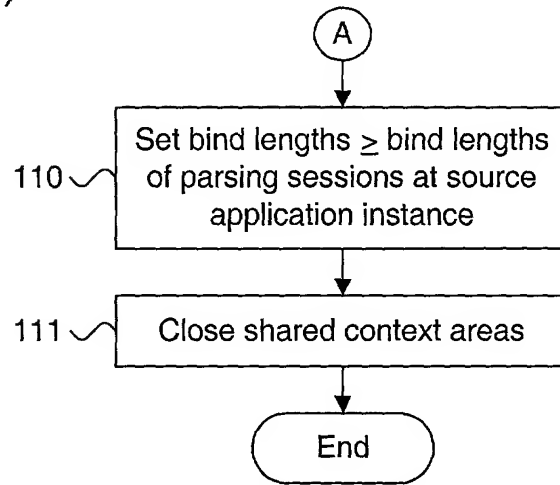 A
Set bind lengths ≥ bind lengths
of parsing sessions at source
application instance
110
Close shared context areas
111
End